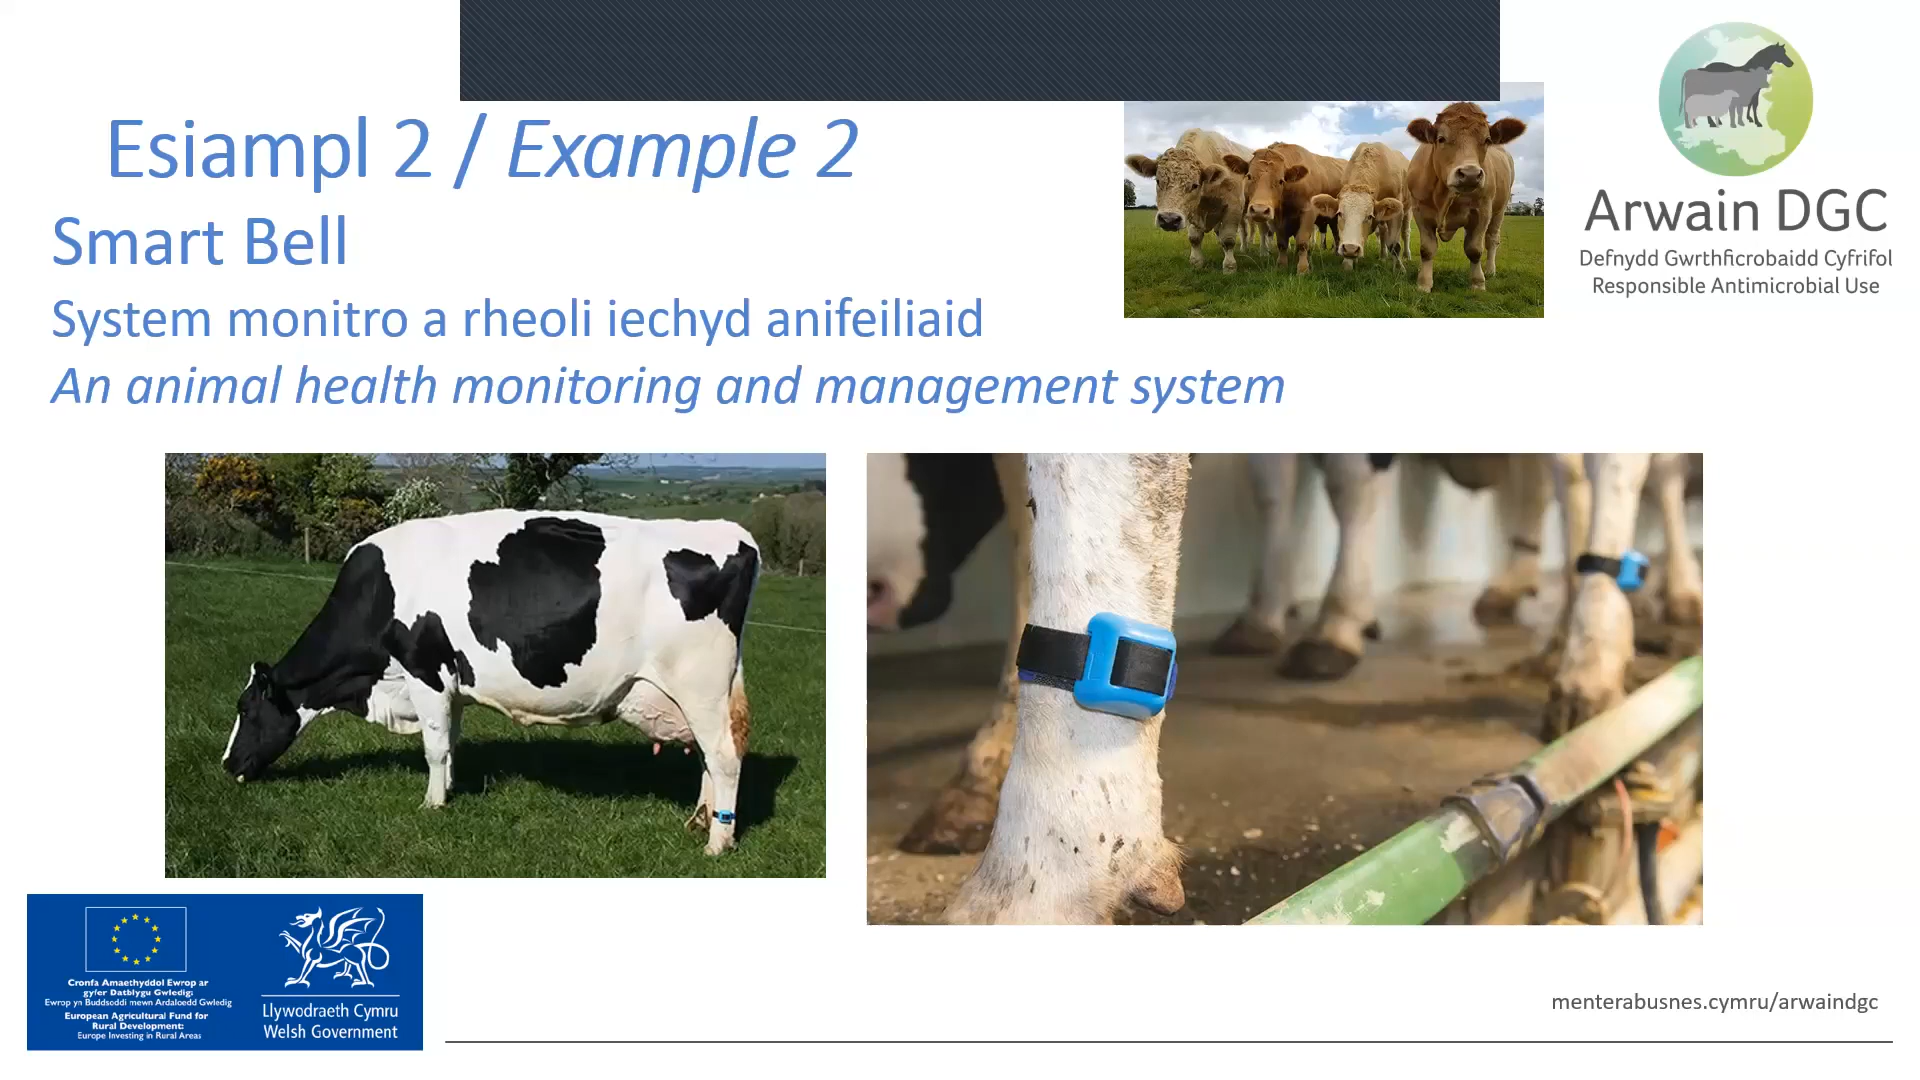 Esiampl 2 / Example 2
Smart Bell
System monitro a rheoli iechyd anifeiliaid
An animal health monitoring and management system
Arwain DGC
Defnydd Gwrthficrobaidd Cyfrifol
Responsible Antimicrobial Use
Cronfa Amaethyddol Ewrop ar
gyfer Datblygu Gwledig:
Ewrop yn Buddsoddi mewn Ardaloedd Gwledig
European Agricultural Fund for
Rural Development:
Europe Investing in Rural Areas
Llywodraeth Cymru
Welsh Government
menterabusnes.cymru/arwaindgc